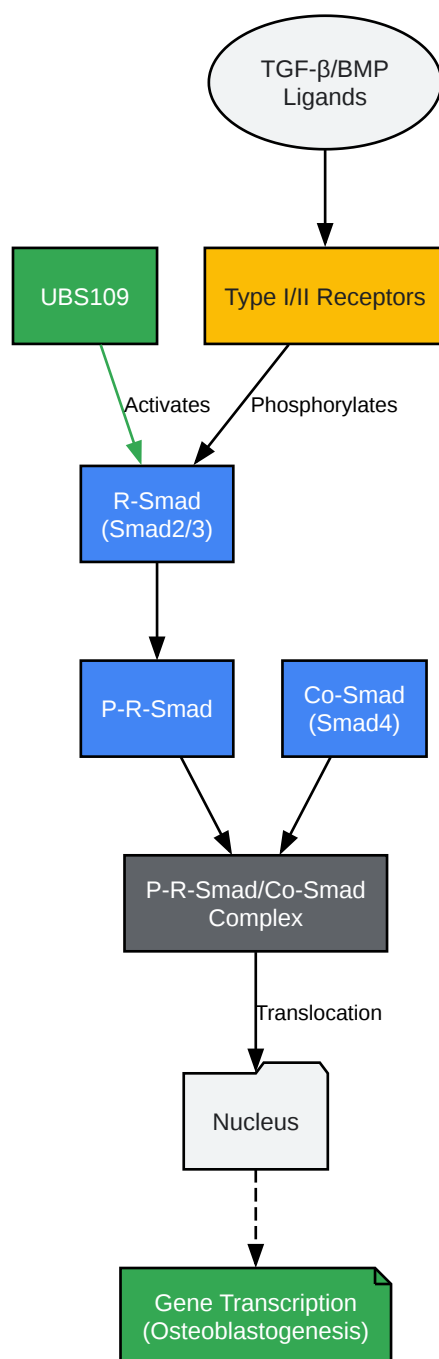 TGF-β/BMP
Ligands
UBS109
Type I/II Receptors
Activates
Phosphorylates
R-Smad
(Smad2/3)
P-R-Smad
Co-Smad
(Smad4)
P-R-Smad/Co-Smad
Complex
Translocation
Nucleus
Gene Transcription
(Osteoblastogenesis)